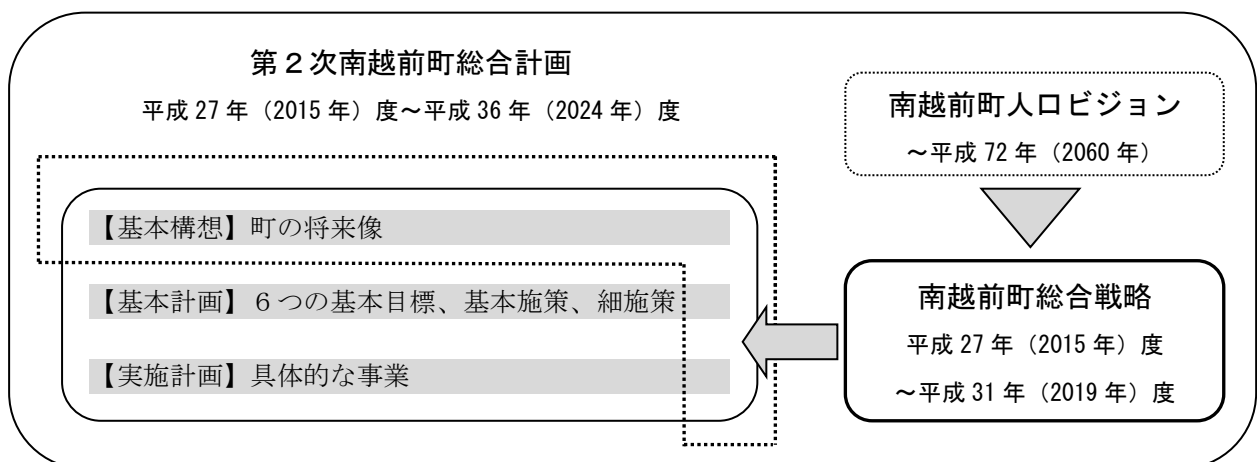 第２次南越前町総合計画
平成 27 年（2015 年）度～平成 36 年（2024 年）度
【基本構想】町の将来像
【基本計画】６つの基本目標、基本施策、細施策
【実施計画】具体的な事業
南越前町人口ビジョン
～平成 72 年（2060 年）
南越前町総合戦略
平成 27 年（2015 年）度
～平成 31 年（2019 年）度